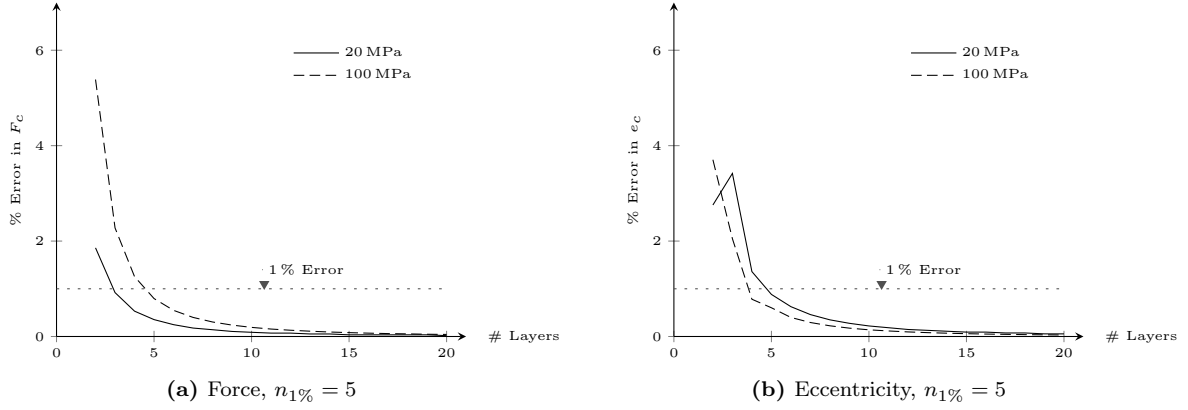 % Error in F_c
6
4
2
0
0
5
10
15
20
# Layers
20 MPa
100 MPa
1 % Error
(a) Force, n_{1%} = 5
% Error in e_c
6
4
2
0
0
5
10
15
20
# Layers
20 MPa
100 MPa
1 % Error
(b) Eccentricity, n_{1%} = 5